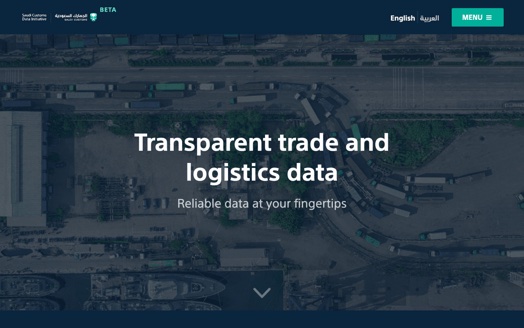 Saudi Customs
Data Initiative
الجمارك السعودية
SAUDI CUSTOMS
BETA
English
العربية
MENU
Transparent trade and
logistics data
Reliable data at your fingertips